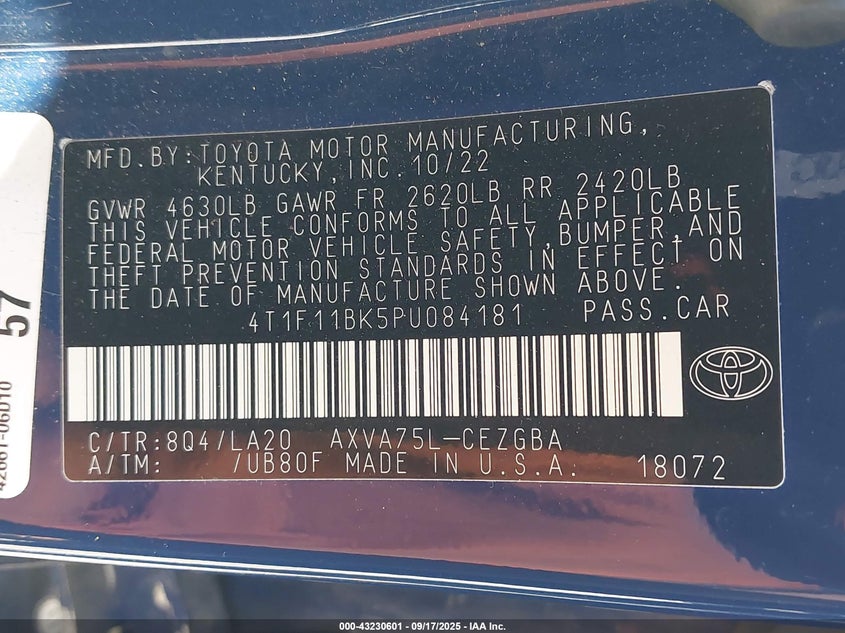 MFD.BY:TOYOTA MOTOR MANUFACTURING,
KENTUCKY,INC.10/22
GVWR 4630LB GAWR FR 2620LB RR 2420LB
THIS VEHICLE CONFORMS TO ALL APPLICABLE
FEDERAL MOTOR VEHICLE SAFETY,BUMPER,AND
THEFT PREVENTION STANDARDS IN EFFECT ON
THE DATE OF MANUFACTURE SHOWN ABOVE.
4T1F11BK5PU084181 PASS.CAR
C/TR:8Q4/LA20 AXVA75L-CEZGBA
A/TM: /UB80F MADE IN U.S.A. 18072
57
42661-06D10
000-43230601 - 09/17/2025 - IAA Inc.